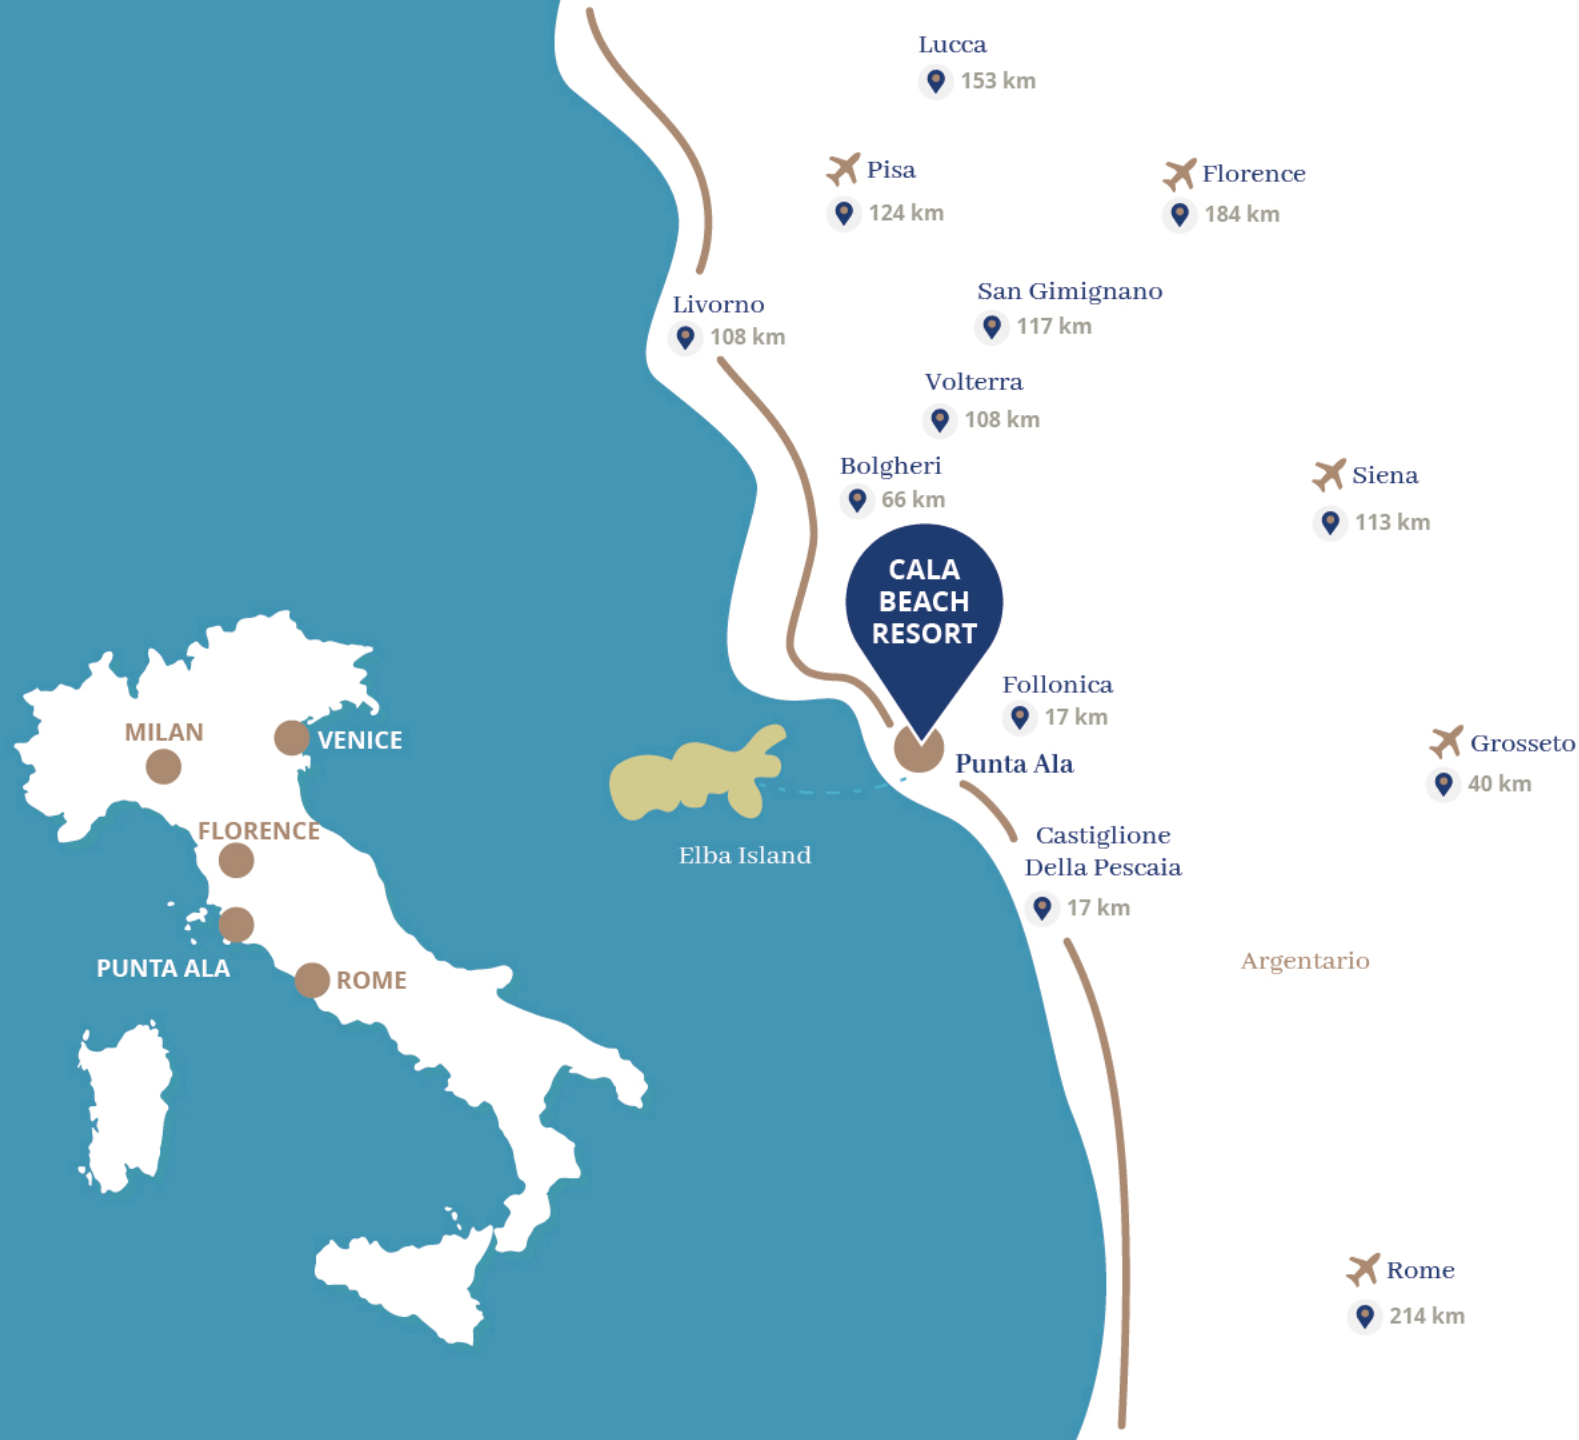 Lucca
153 km
Pisa
124 km
Florence
184 km
San Gimignano
117 km
Livorno
108 km
Volterra
108 km
Bolgheri
66 km
Siena
113 km
CALA
BEACH
RESORT
Follonica
17 km
Punta Ala
Grosseto
40 km
Castiglione
Della Pescaia
17 km
Elba Island
Argentario
Rome
214 km
MILAN
VENICE
FLORENCE
PUNTA ALA
ROME